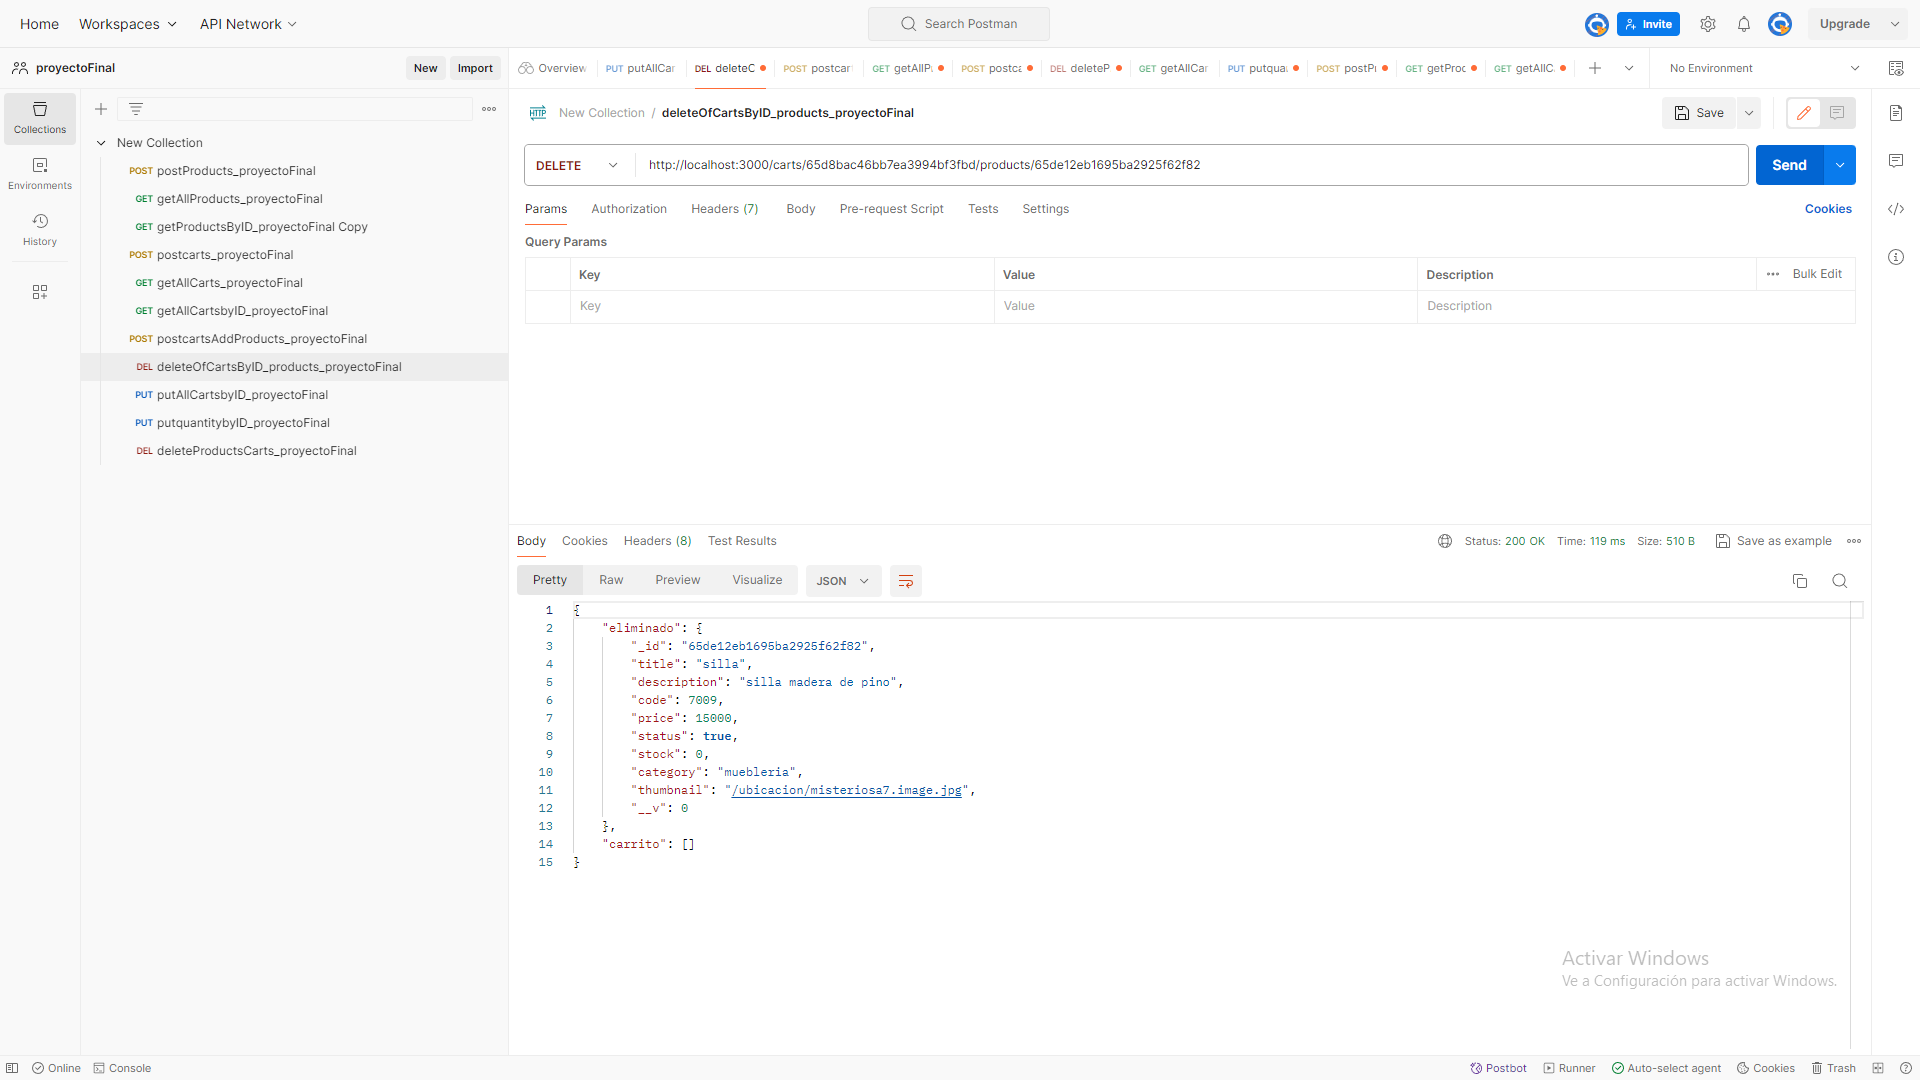 Home
Workspaces
API Network
Search Postman
Invite
Upgrade
proyectoFinal
New
Import
Overview
PUT putAllCar
DEL deleteC
POST postcar
GET getAllP
POST postca
DEL deleteP
GET getAllCar
PUT putqua
POST postP
GET getProc
GET getAllC
No Environment
Collections
Environments
History
New Collection
POST postProducts_proyectoFinal
GET getAllProducts_proyectoFinal
GET getProductsByID_proyectoFinal Copy
POST postcarts_proyectoFinal
GET getAllCarts_proyectoFinal
GET getAllCartsbyID_proyectoFinal
POST postcartsAddProducts_proyectoFinal
DEL deleteOfCartsByID_products_proyectoFinal
PUT putAllCartsbyID_proyectoFinal
PUT putquantitybyID_proyectoFinal
DEL deleteProductsCarts_proyectoFinal
HTTP New Collection / deleteOfCartsByID_products_proyectoFinal
Save
DELETE
http://localhost:3000/carts/65d8bac46bb7ea3994bf3fbd/products/65de12eb1695ba2925f62f82
Send
Params Authorization Headers (7) Body Pre-request Script Tests Settings
Cookies
Query Params
Key Value Description Bulk Edit
Key Value Description
Body Cookies Headers (8) Test Results
Status: 200 OK Time: 119 ms Size: 510 B
Save as example
Pretty Raw Preview Visualize JSON
1 {
2 "eliminado": {
3 "_id": "65de12eb1695ba2925f62f82",
4 "title": "silla",
5 "description": "silla madera de pino",
6 "code": 7009,
7 "price": 15000,
8 "status": true,
9 "stock": 0,
10 "category": "muebleria",
11 "thumbnail": "/ubicacion/misteriosa7.image.jpg",
12 "__v": 0
13 },
14 "carrito": []
15 }
Activar Windows
Ve a Configuración para activar Windows.
Online
Console
Postbot
Runner
Auto-select agent
Cookies
Trash